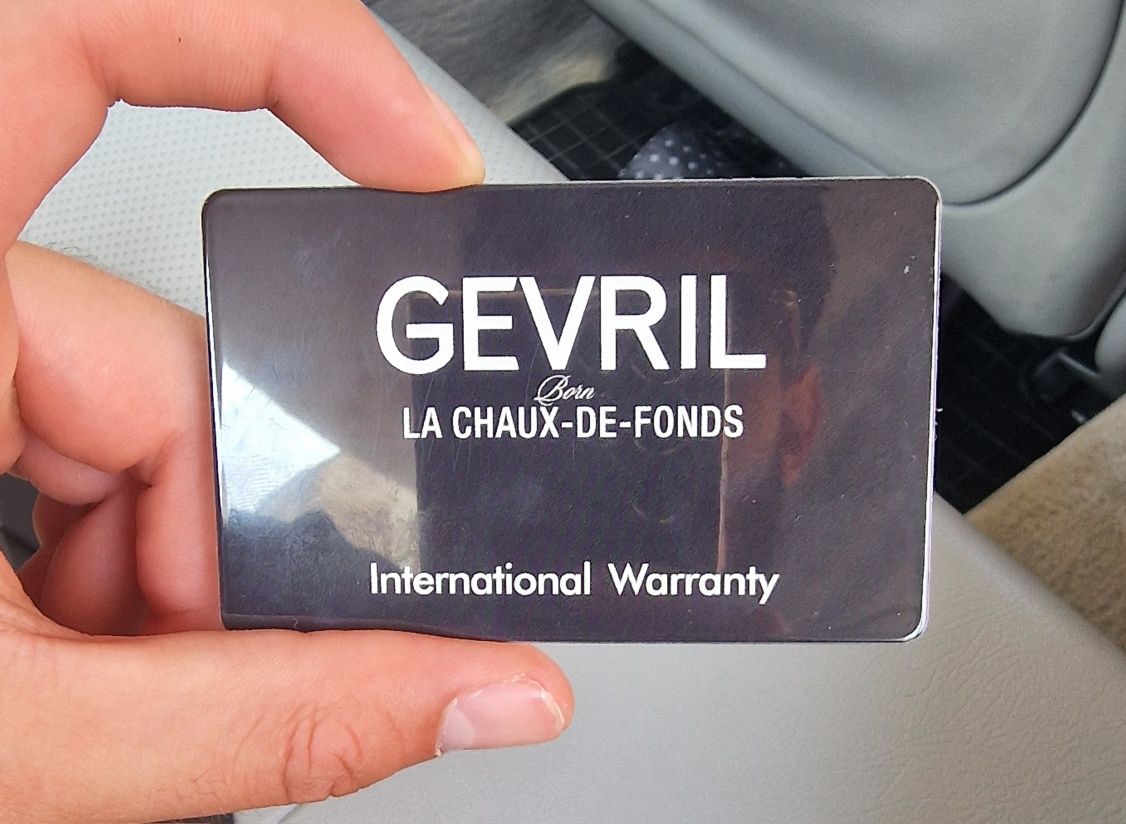 GEVRIL
Born
LA CHAUX-DE-FONDS
International Warranty